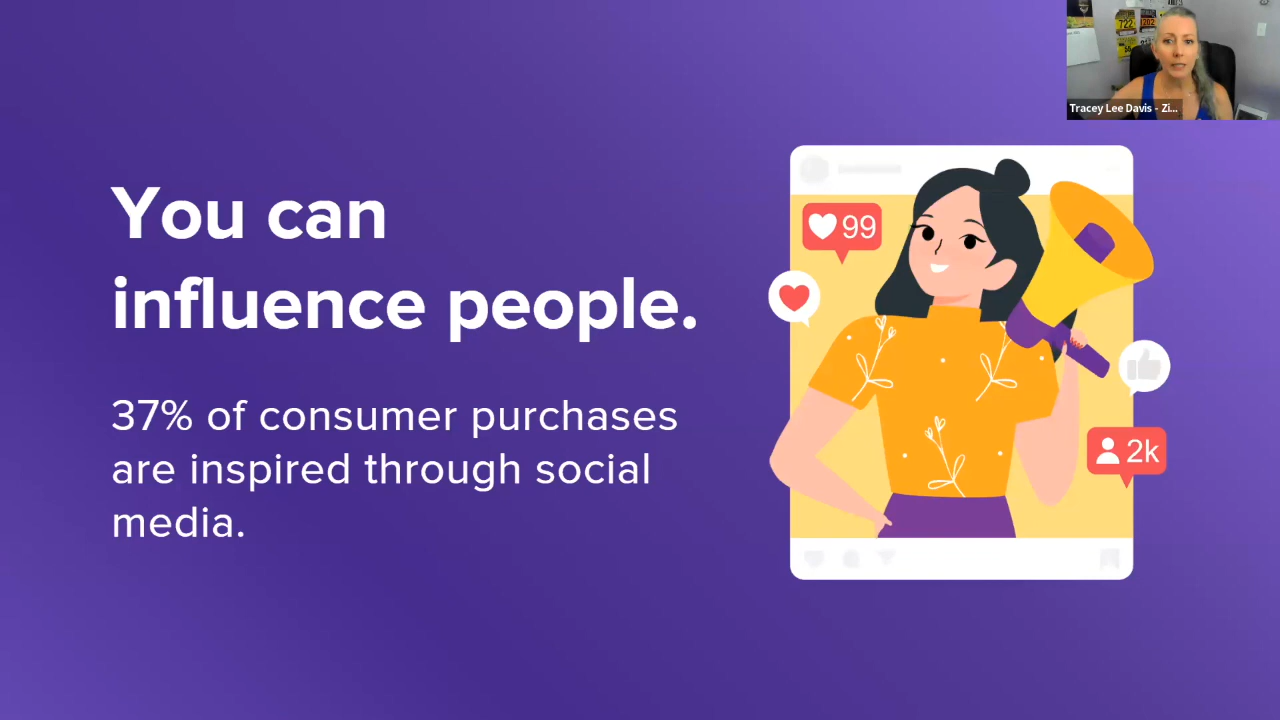 Tracey Lee Davis - Zi...
You can
influence people.
37% of consumer purchases
are inspired through social
media.
99
2k
722